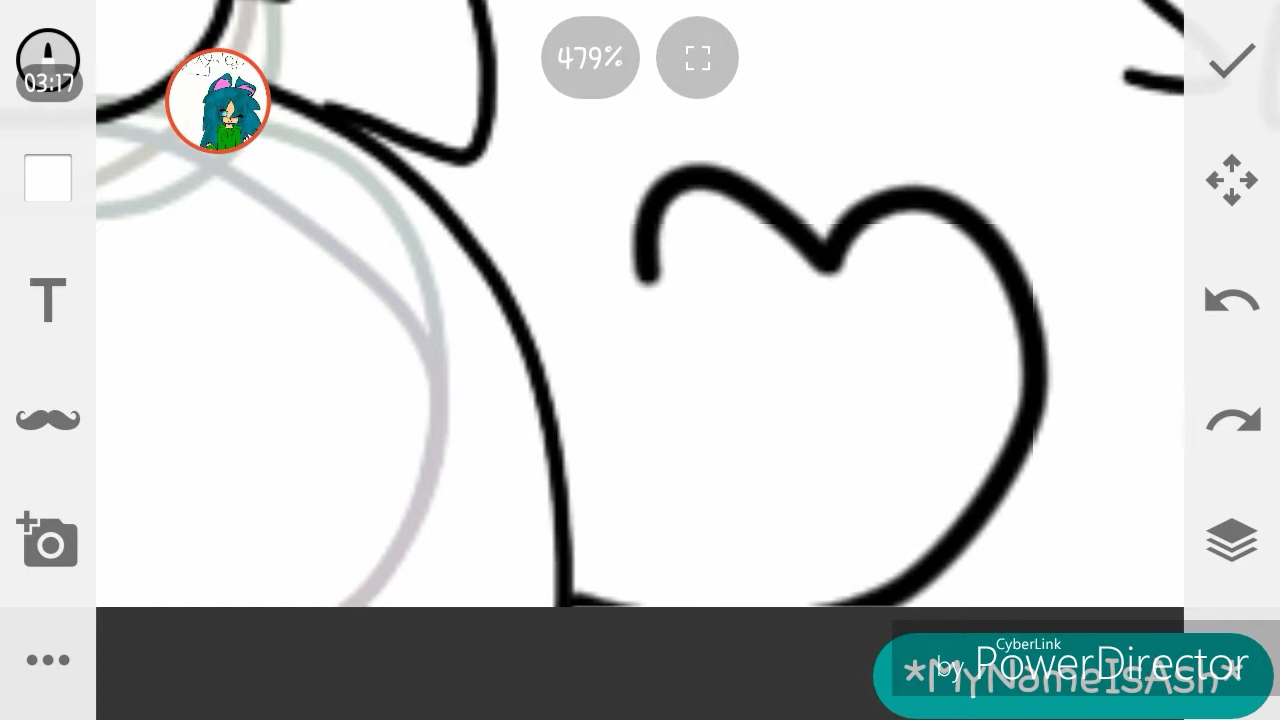 479%
03:17
T
CyberLink
by PowerDirector
*MyNameIsAsh*